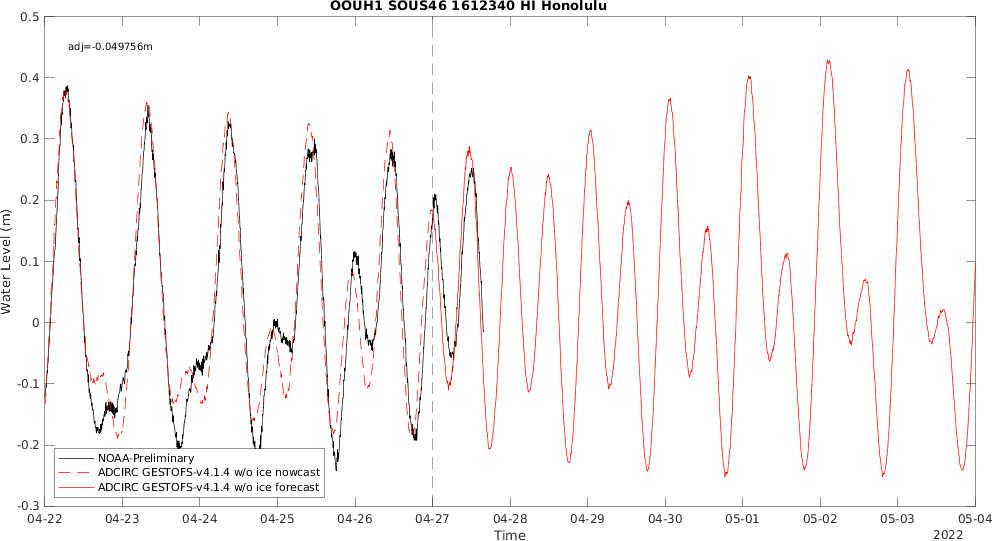 OOUH1 SOUS46 1612340 HI Honolulu
adj=-0.049756m
0.5
0.4
0.3
0.2
0.1
0
-0.1
-0.2
-0.3
Water Level (m)
NOAA-Preliminary
ADCIRC GESTOFS-v4.1.4 w/o ice nowcast
ADCIRC GESTOFS-v4.1.4 w/o ice forecast
04-22 04-23 04-24 04-25 04-26 04-27 04-28 04-29 04-30 05-01 05-02 05-03 05-04
Time
2022